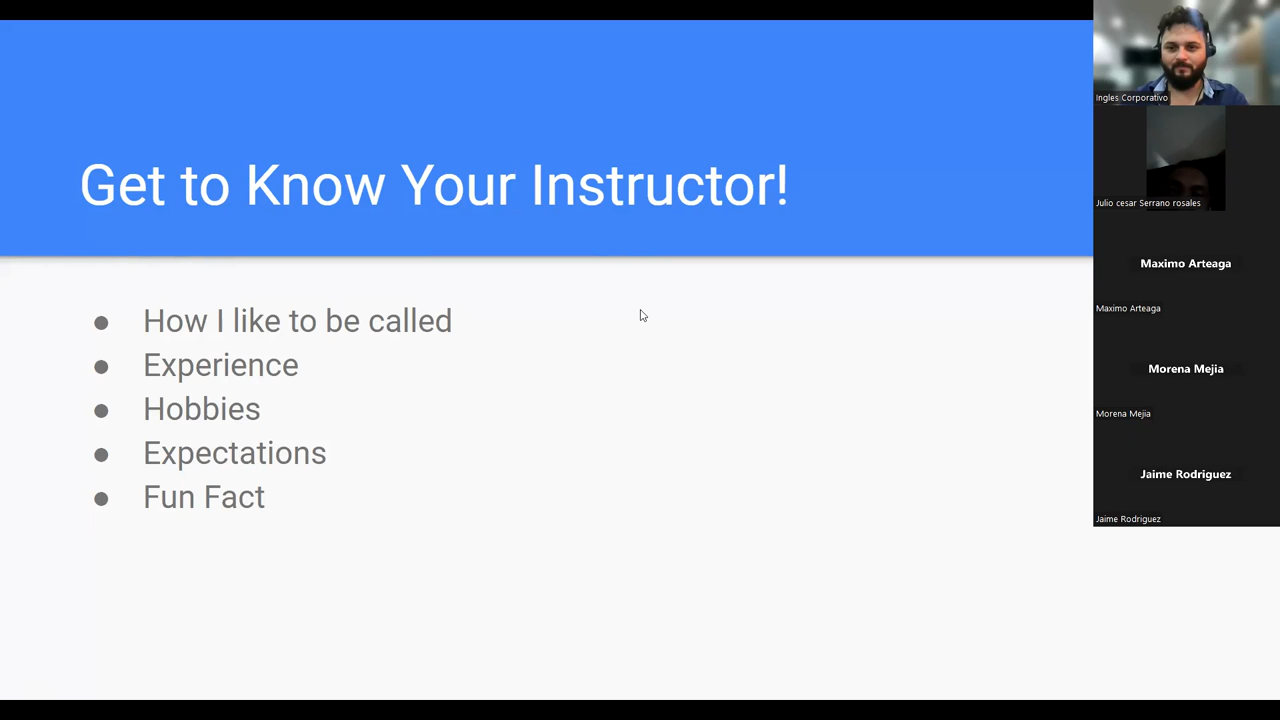 Get to Know Your Instructor!
● How I like to be called
● Experience
● Hobbies
● Expectations
● Fun Fact
Ingles Corporativo
Julio cesar Serrano rosales
Maximo Arteaga
Maximo Arteaga
Morena Mejia
Morena Mejia
Jaime Rodriguez
Jaime Rodriguez